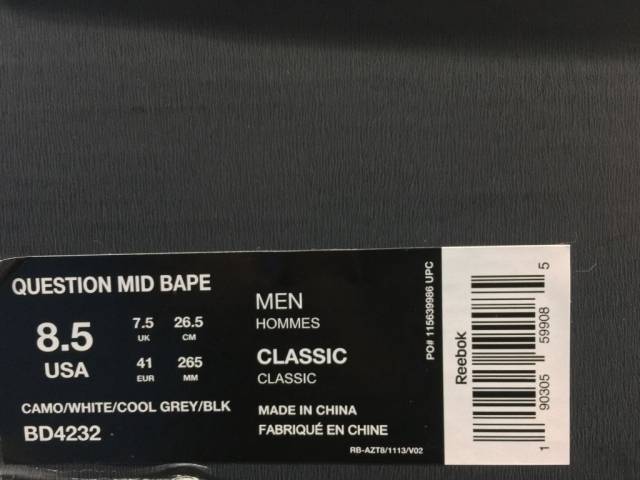 QUESTION MID BAPE
8.5
USA
7.5
UK
26.5
CM
41
EUR
265
MM
CAMO/WHITE/COOL GREY/BLK
BD4232
MEN
HOMMES
CLASSIC
CLASSIC
MADE IN CHINA
FABRIQUÉ EN CHINE
RB-AZT8/1113/V02
PO# 115639986 UPC
Reebok
1 90305 59908 5